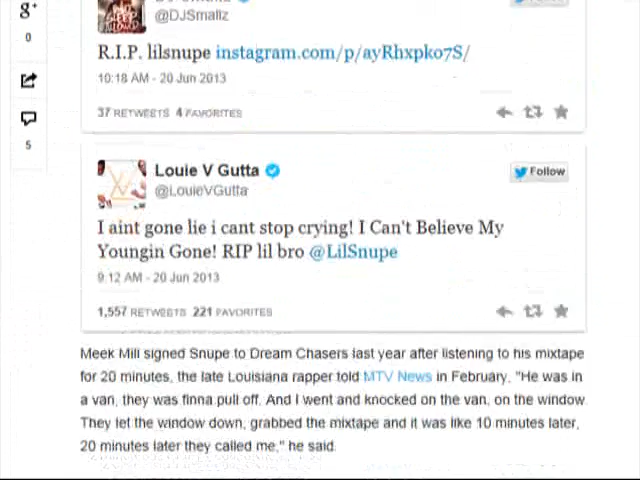 g+
@DJSmallz
0
R.I.P. lilsnupe instagram.com/p/ayRhxpko7S/
10:18 AM - 20 Jun 2013
37 RETWEETS 4 FAVORITES
5
Louie V Gutta
Follow
@LouieVGutta
I aint gone lie i cant stop crying! I Can't Believe My
Youngin Gone! RIP lil bro @LilSnupe
9:12 AM - 20 Jun 2013
1,557 RETWEETS 221 FAVORITES
Meek Mill signed Snupe to Dream Chasers last year after listening to his mixtape
for 20 minutes, the late Louisiana rapper told MTV News in February. "He was in
a van, they was finna pull off. And I went and knocked on the van, on the window.
They let the window down, grabbed the mixtape and it was like 10 minutes later,
20 minutes later they called me," he said.